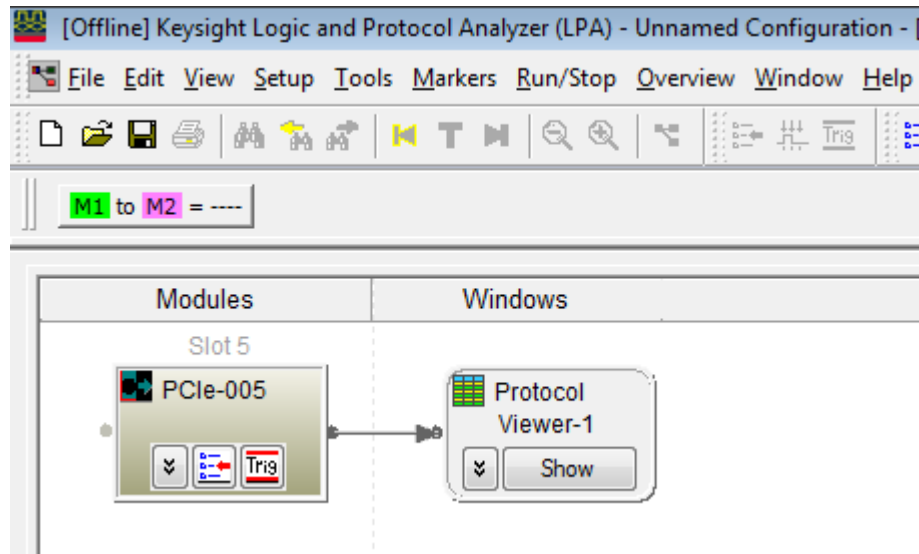 [Offline] Keysight Logic and Protocol Analyzer (LPA) - Unnamed Configuration - [
File Edit View Setup Tools Markers Run/Stop Overview Window Help
T Trig
M1 to M2 = ----
Modules Windows
Slot 5
PCIe-005 Protocol
Viewer-1
Trig Show